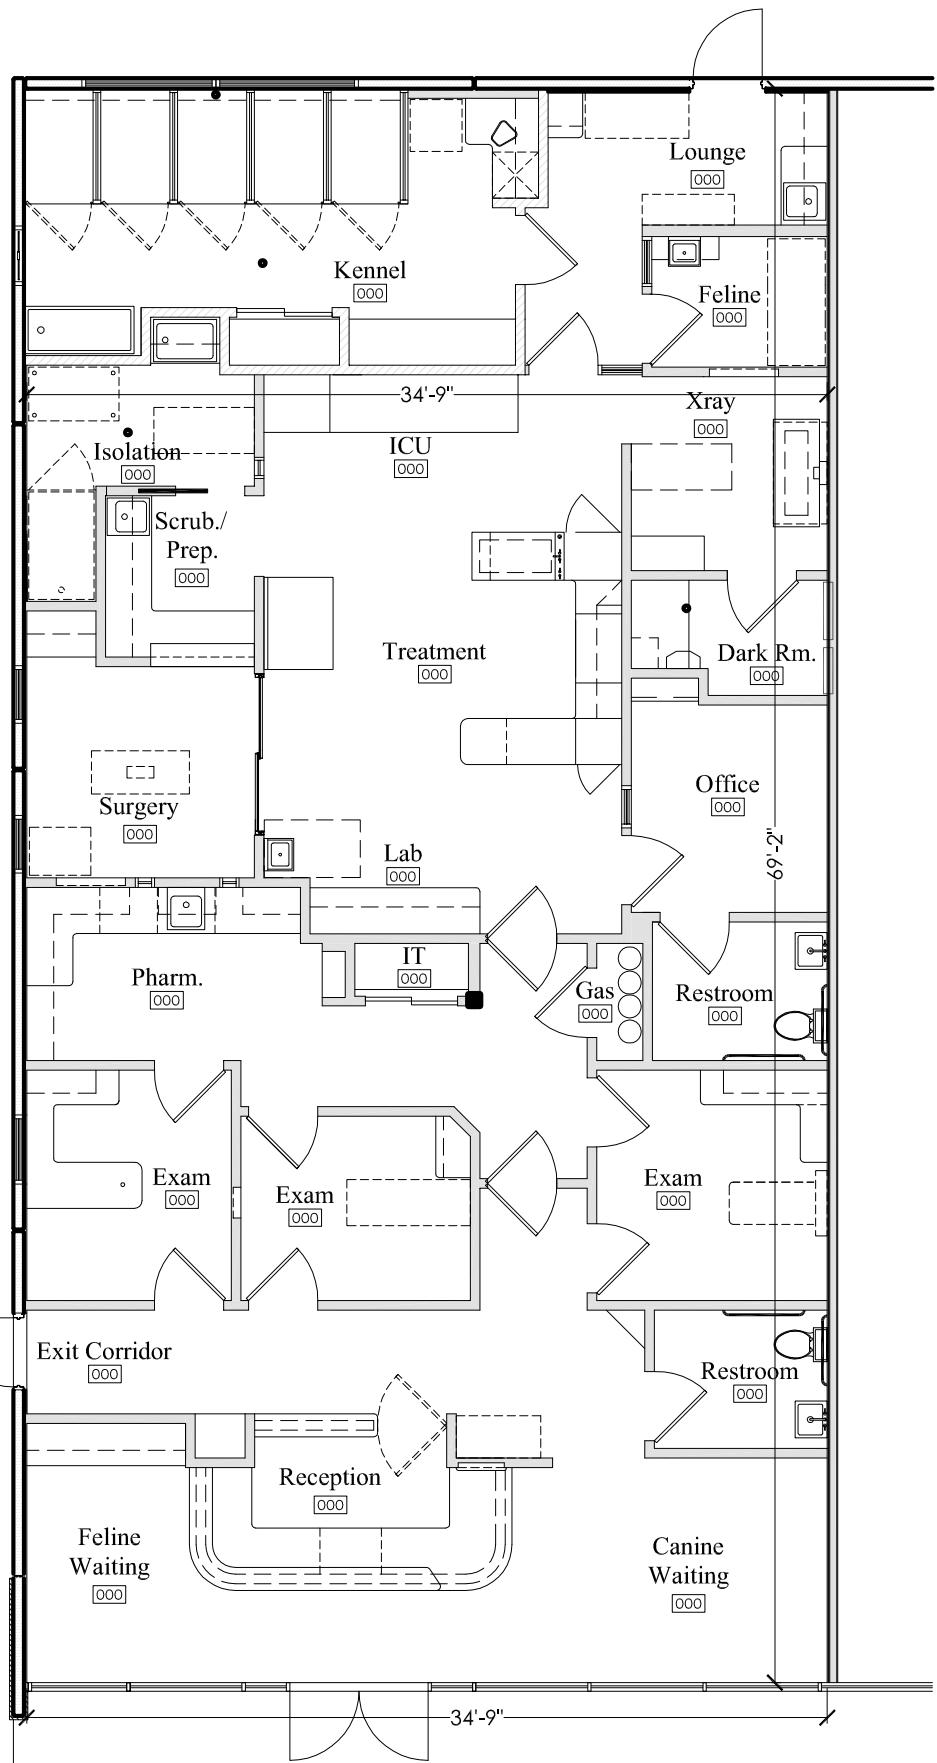 Lounge
000
Kennel
000
Feline
000
34'-9"
Xray
000
ICU
000
Isolation
000
Scrub./
Prep.
000
Treatment
000
Dark Rm.
000
Office
000
Surgery
000
69'-2"
Lab
000
IT
000
Pharm.
000
Gas
000
Restroom
000
Exam
000
Exam
000
Exam
000
Exit Corridor
000
Restroom
000
Reception
000
Feline
Waiting
000
Canine
Waiting
000
34'-9"